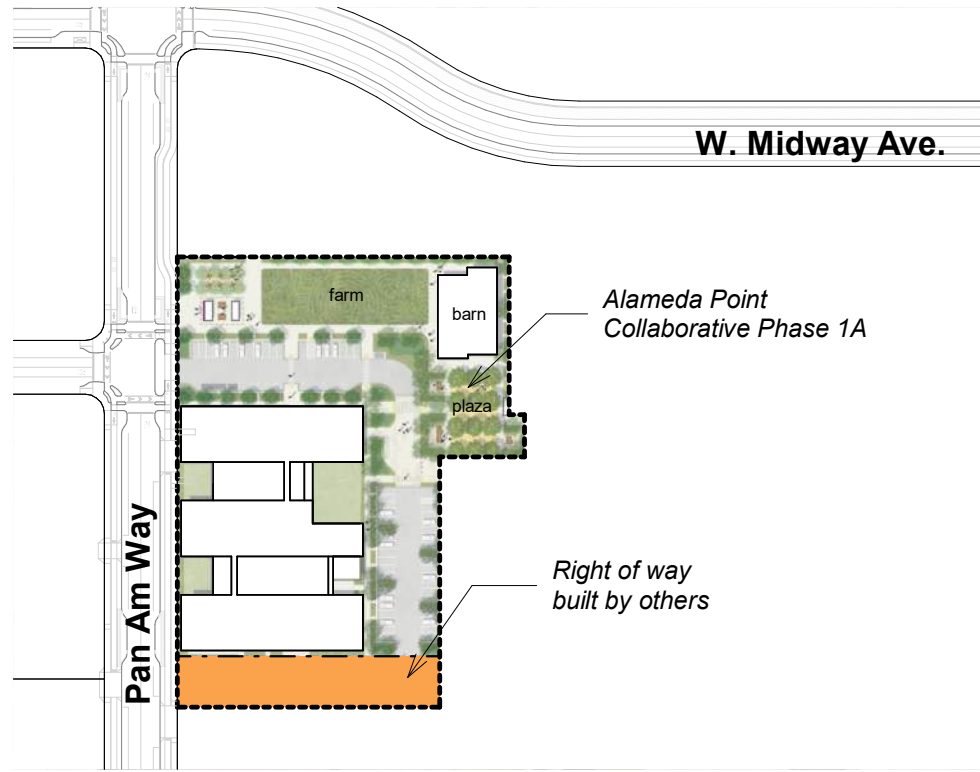 W. Midway Ave.
farm
barn
Alameda Point
Collaborative Phase 1A
plaza
Pan Am Way
Right of way
built by others